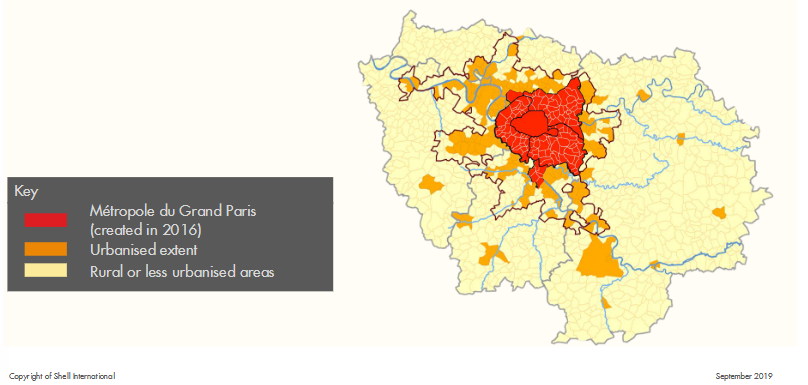 Key
Métropole du Grand Paris
(created in 2016)
Urbanised extent
Rural or less urbanised areas
Copyright of Shell International
September 2019